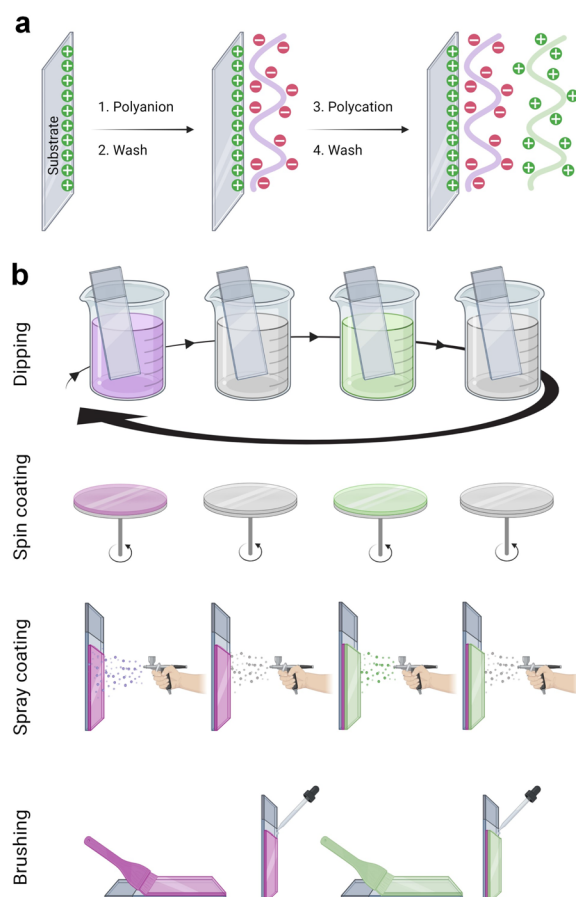 a
Substrate
1. Polyanion
2. Wash
3. Polycation
4. Wash
b
Dipping
Spin coating
Spray coating
Brushing